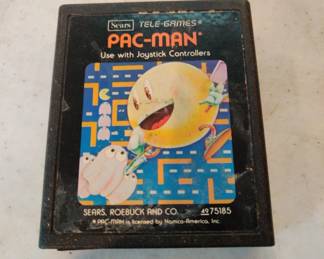 Sears TELE-GAMES®
PAC-MAN*
Use with Joystick Controllers
SEARS, ROEBUCK AND CO. 49 75185
* PAC-MAN is licensed by Namco-America, Inc.